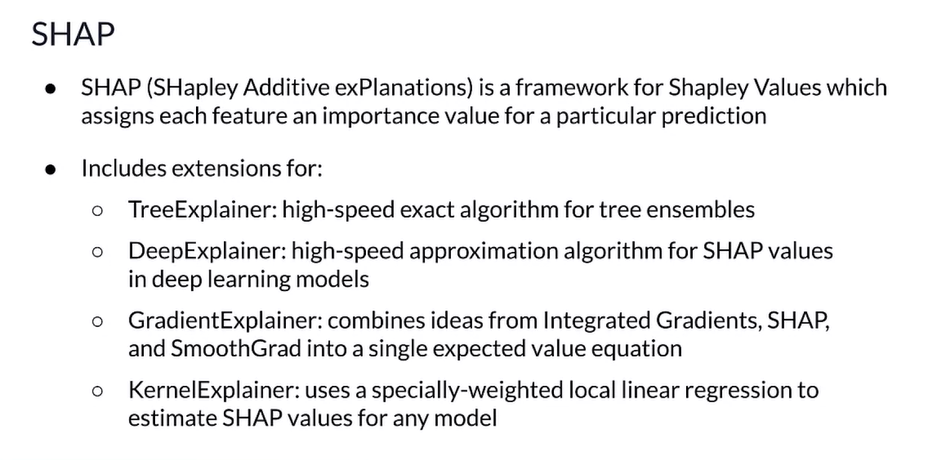 SHAP
● SHAP (SHapley Additive exPlanations) is a framework for Shapley Values which
assigns each feature an importance value for a particular prediction
● Includes extensions for:
○ TreeExplainer: high-speed exact algorithm for tree ensembles
○ DeepExplainer: high-speed approximation algorithm for SHAP values
in deep learning models
○ GradientExplainer: combines ideas from Integrated Gradients, SHAP,
and SmoothGrad into a single expected value equation
○ KernelExplainer: uses a specially-weighted local linear regression to
estimate SHAP values for any model